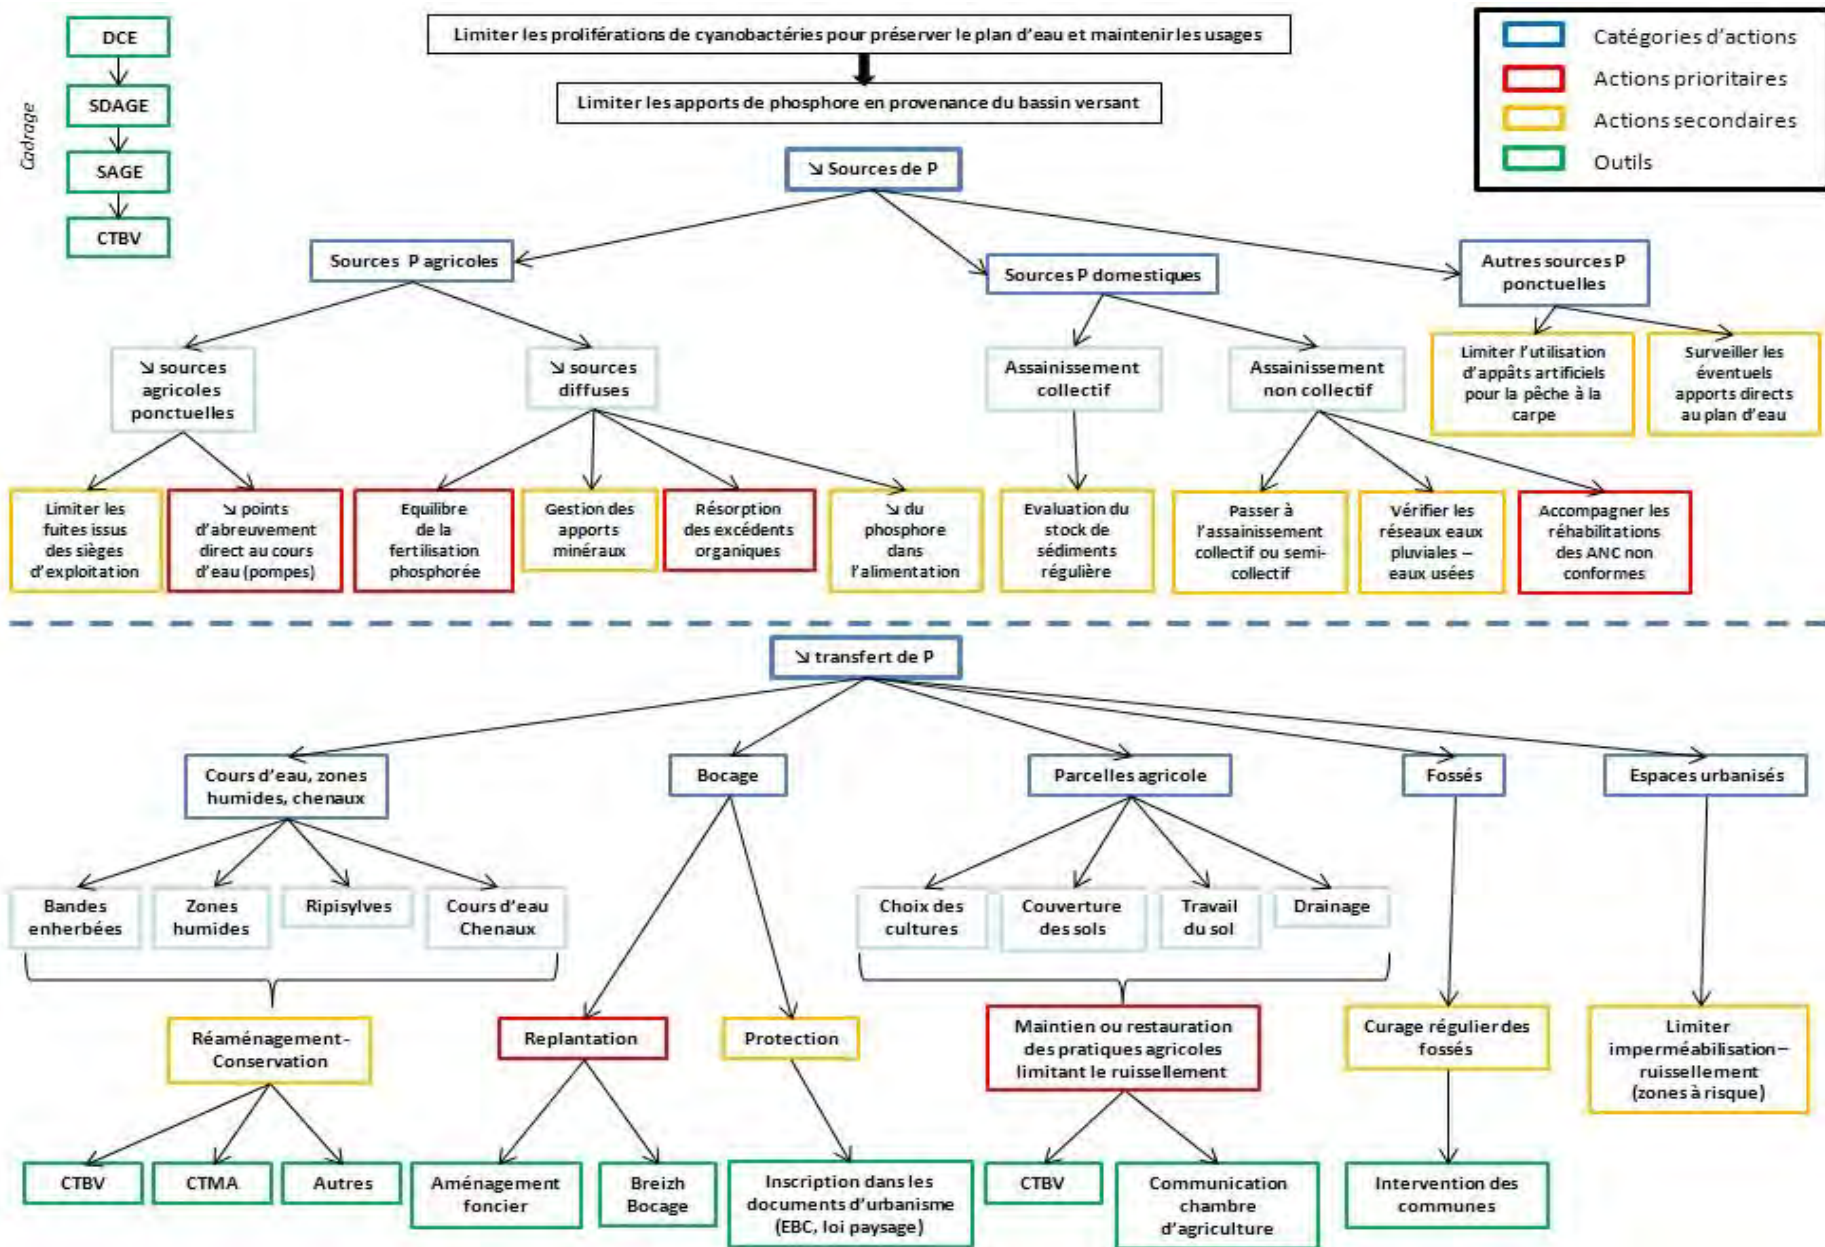 DCE
SDAGE
SAGE
CTBV
Cadrage
Limiter les proliférations de cyanobactéries pour préserver le plan d’eau et maintenir les usages
Limiter les apports de phosphore en provenance du bassin versant
Catégories d’actions
Actions prioritaires
Actions secondaires
Outils
↘ Sources de P
Sources P agricoles
Sources P domestiques
Autres sources P
ponctuelles
↘ sources
agricoles
ponctuelles
↘ sources
diffuses
Assainissement
collectif
Assainissement
non collectif
Limiter l’utilisation
d’appâts artificiels
pour la pêche à la
carpe
Surveiller les
éventuels
apports directs
au plan d’eau
Limiter les
fuites issus
des sièges
d’exploitation
↘ points
d’abreuvement
direct au cours
d’eau (pompes)
Equilibre
de la
fertilisation
phosphorée
Gestion des
apports
minéraux
Résorption
des excédents
organiques
↘ du
phosphore
dans
l’alimentation
Evaluation du
stock de
sédiments
régulière
Passer à
l’assainissement
collectif ou semi-
collectif
Vérifier les
réseaux eaux
pluviales –
eaux usées
Accompagner les
réhabilitations
des ANC non
conformes
↘ transfert de P
Cours d’eau, zones
humides, chenaux
Bocage
Parcelles agricole
Fossés
Espaces urbanisés
Bandes
enherbées
Zones
humides
Ripisylves
Cours d’eau
Chenaux
Choix des
cultures
Couverture
des sols
Travail
du sol
Drainage
Réaménagement -
Conservation
Replantation
Protection
Maintien ou restauration
des pratiques agricoles
limitant le ruissellement
Curage régulier des
fossés
Limiter
imperméabilisation –
ruissellement
(zones à risque)
CTBV
CTMA
Autres
Aménagement
foncier
Breizh
Bocage
Inscription dans les
documents d’urbanisme
(EBC, loi paysage)
CTBV
Communication
chambre
d’agriculture
Intervention des
communes